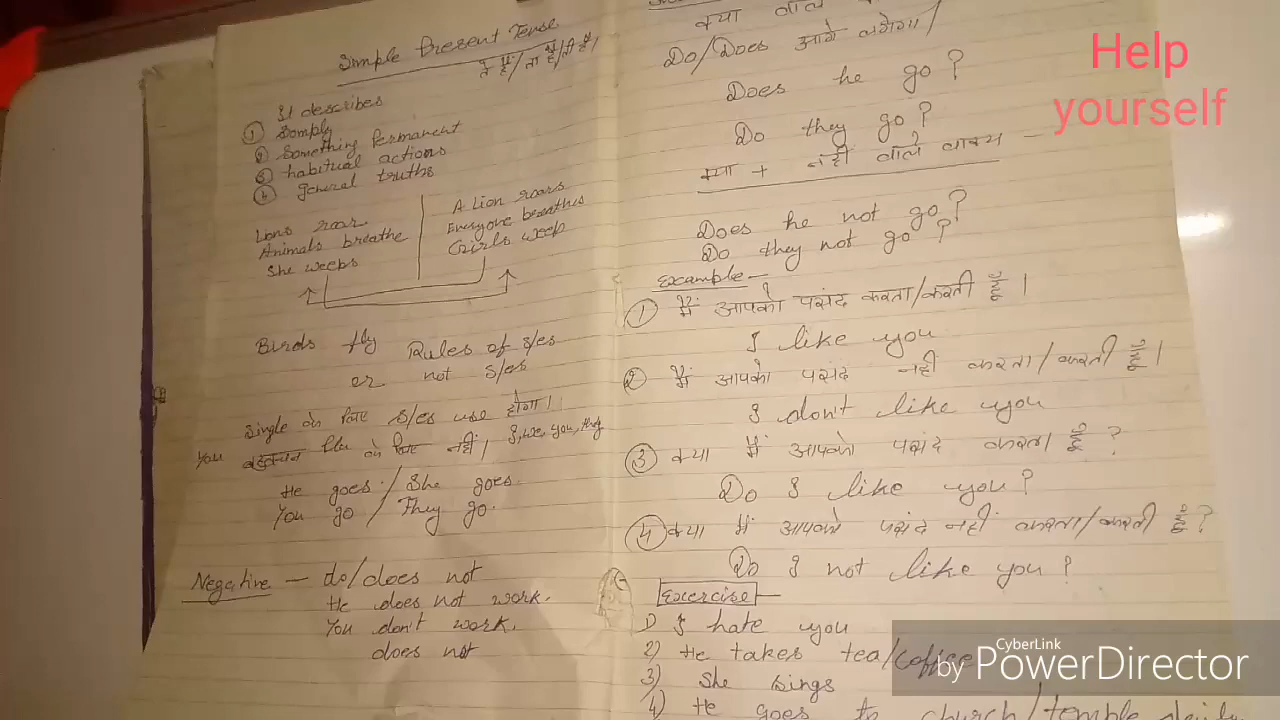 Simple Present Tense
ते हैं/ता है/ती है।
It describes
① Simply
② Something Permanent
③ habitual actions
④ general truths
Lions roar
Animals breathe
She weeps
A Lion roars
Everyone breathes
Girls weep
Birds fly Rules of s/es
or not s/es
Single के लिए s/es use होगा।
You के लिए नहीं। I, we, you, they
He goes / She goes.
You go / They go.
Negative — do/does not
He does not work.
You don't work.
does not
क्या वाले
Do/Does आगे लगेगा।
Does he go?
Do they go?
क्या + नहीं वाले वाक्य —
Does he not go?
Do they not go?
Example —
① मैं आपको पसंद करता/करती हूँ।
I like you
② मैं आपको पसंद नहीं करता/करती हूँ।
I don't like you
③ क्या मैं आपको पसंद करता हूँ?
Do I like you?
④ क्या मैं आपको पसंद नहीं करता/करती हूँ?
Do I not like you?
Exercise —
1) I hate you
2) He takes tea/coffee
3) She sings
4) He goes to church/temple daily
Help
yourself
CyberLink
by PowerDirector